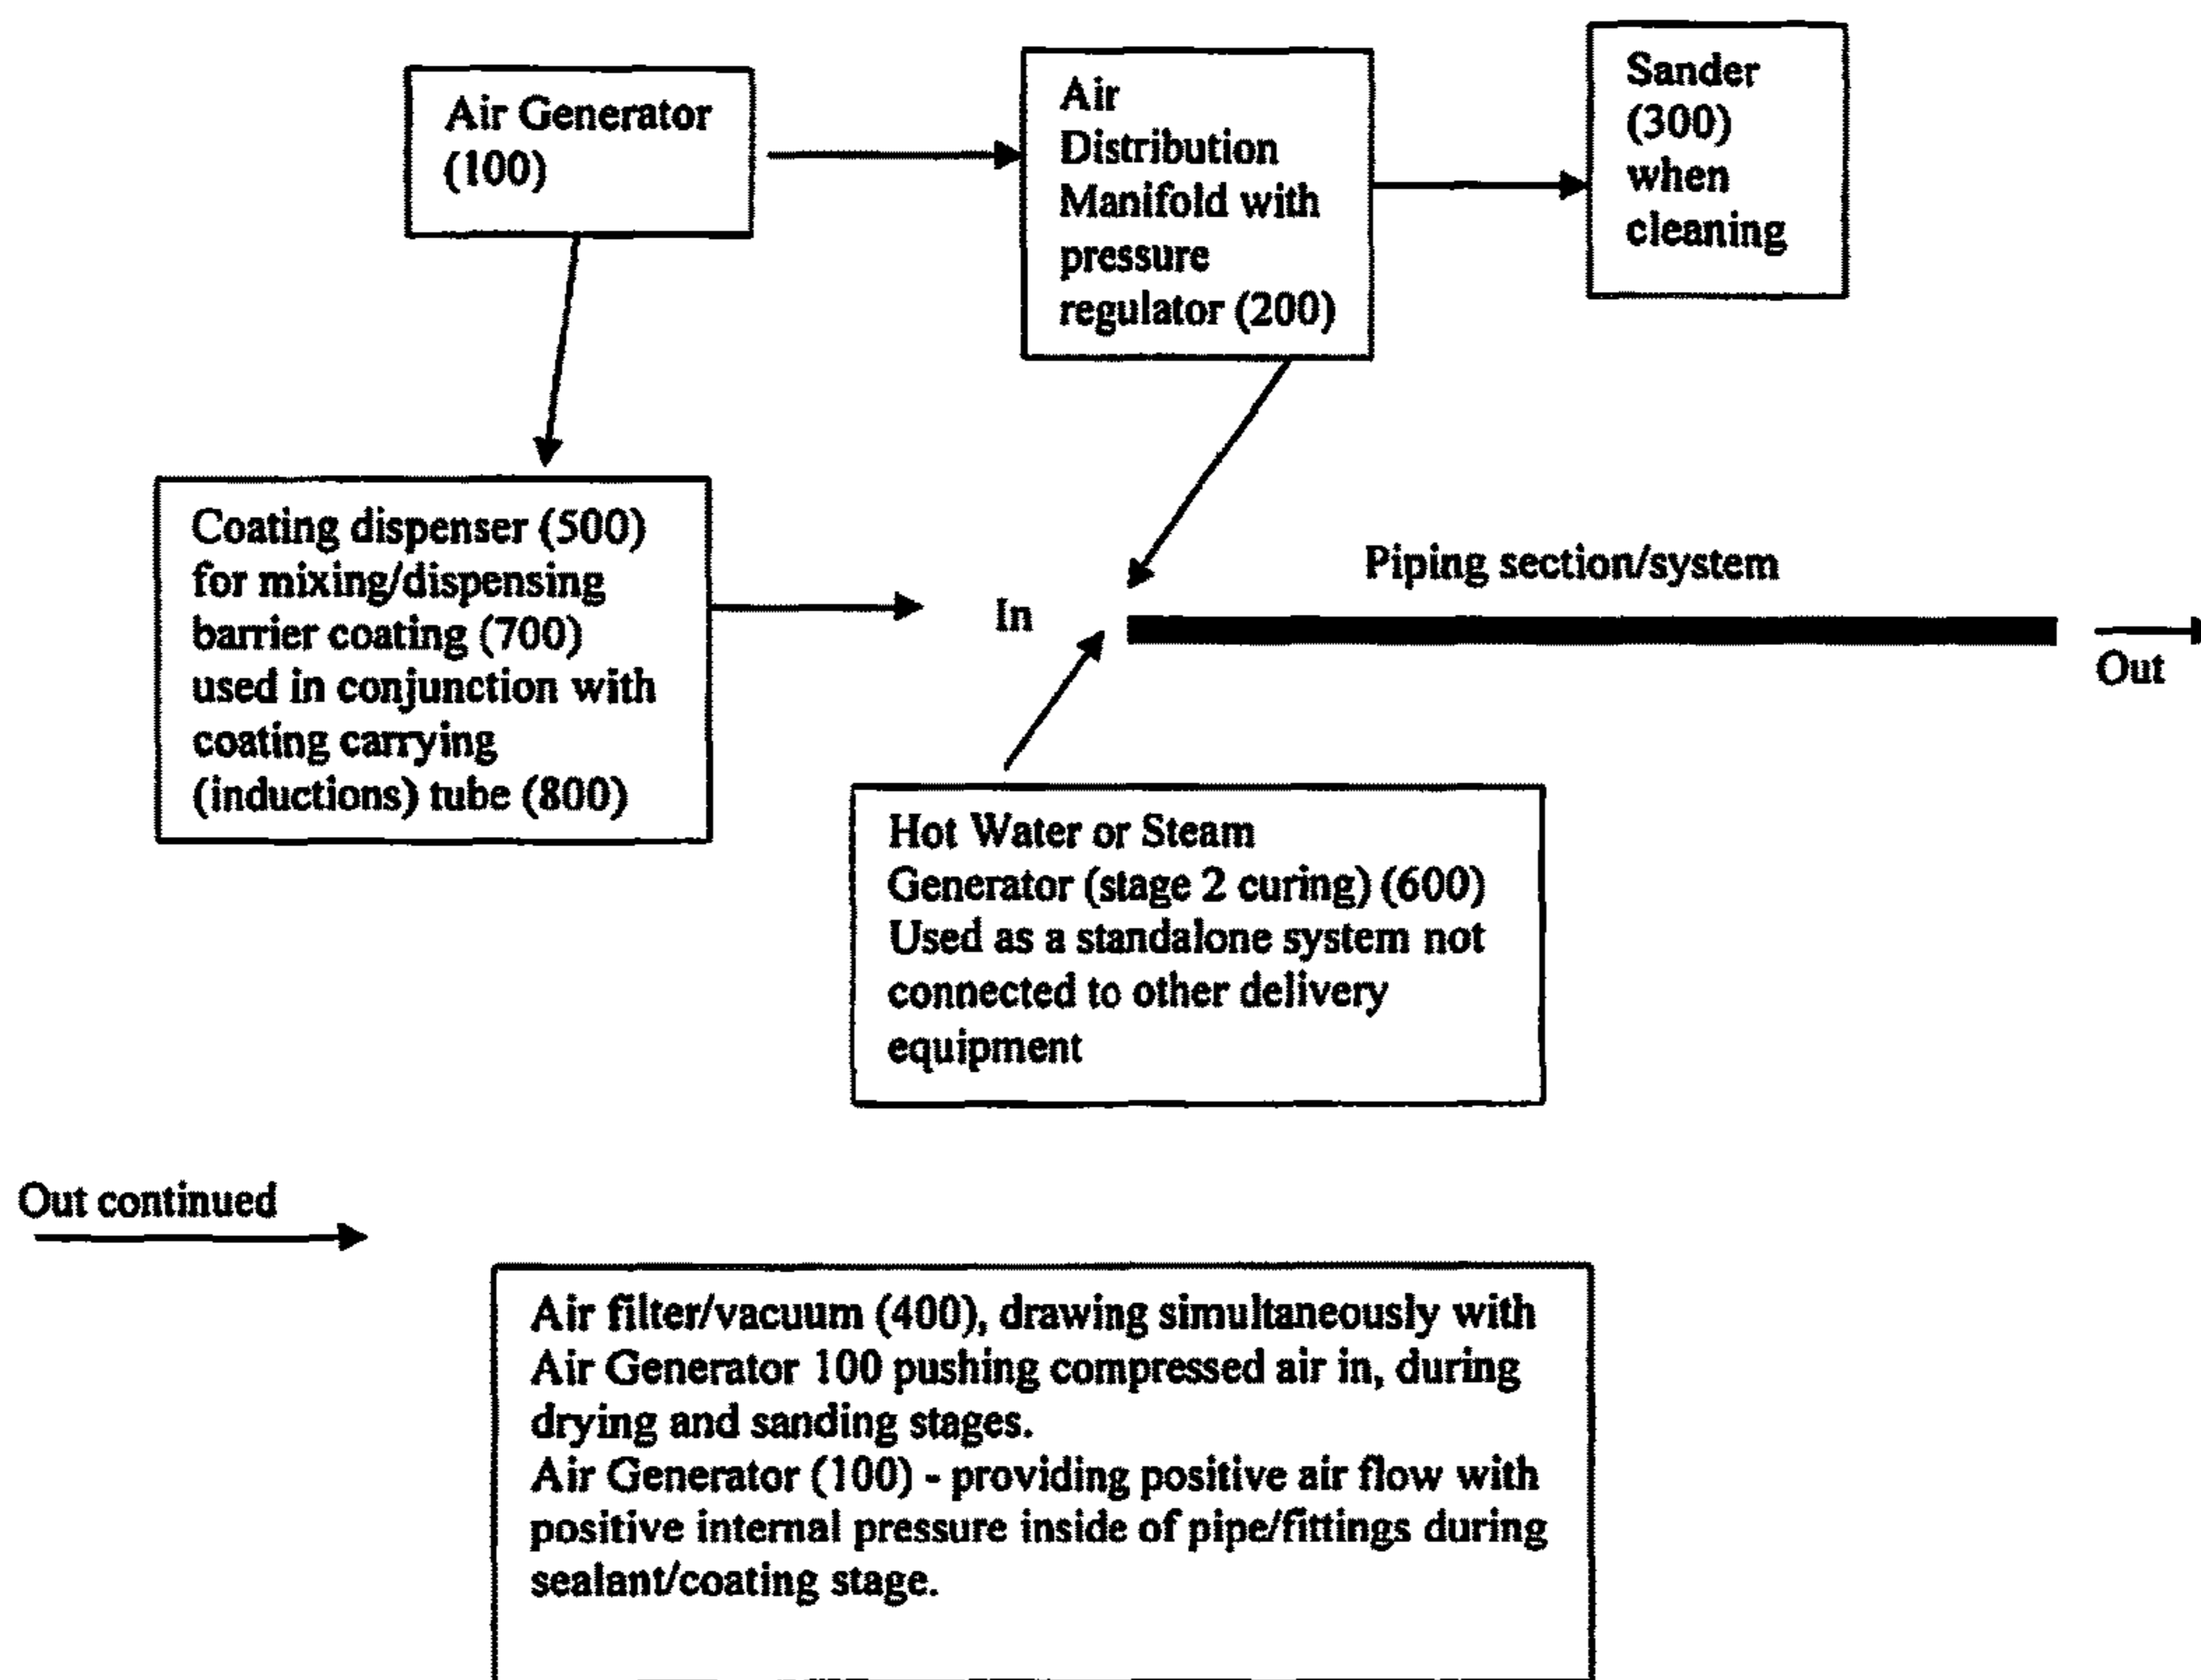 Air Generator
(100)
Air
Distribution
Manifold with
pressure
regulator (200)
Sander
(300)
when
cleaning
Coating dispenser (500)
for mixing/dispensing
barrier coating (700)
used in conjunction with
coating carrying
(inductions) tube (800)
In
Piping section/system
Out
Hot Water or Steam
Generator (stage 2 curing) (600)
Used as a standalone system not
connected to other delivery
equipment
Out continued
Air filter/vacuum (400), drawing simultaneously with
Air Generator 100 pushing compressed air in, during
drying and sanding stages.
Air Generator (100) - providing positive air flow with
positive internal pressure inside of pipe/fittings during
sealant/coating stage.